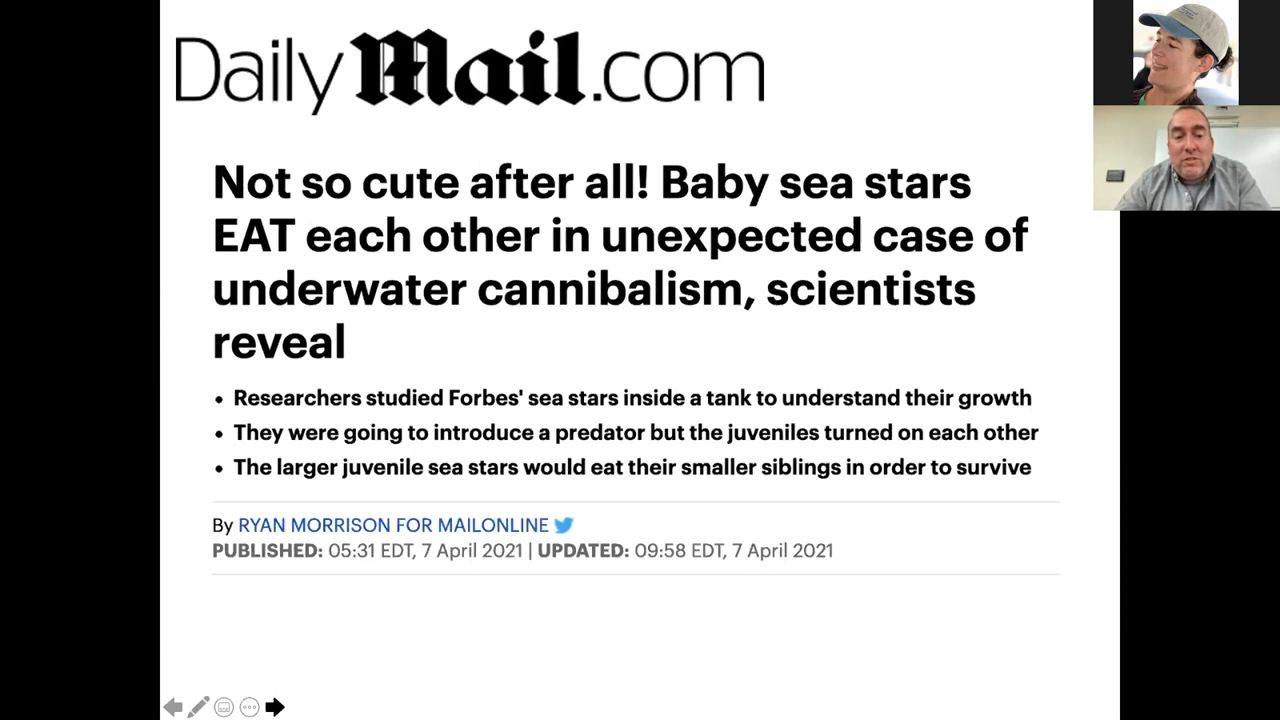 DailyMail.com
Not so cute after all! Baby sea stars
EAT each other in unexpected case of
underwater cannibalism, scientists
reveal
• Researchers studied Forbes' sea stars inside a tank to understand their growth
• They were going to introduce a predator but the juveniles turned on each other
• The larger juvenile sea stars would eat their smaller siblings in order to survive
By RYAN MORRISON FOR MAILONLINE
PUBLISHED: 05:31 EDT, 7 April 2021 | UPDATED: 09:58 EDT, 7 April 2021